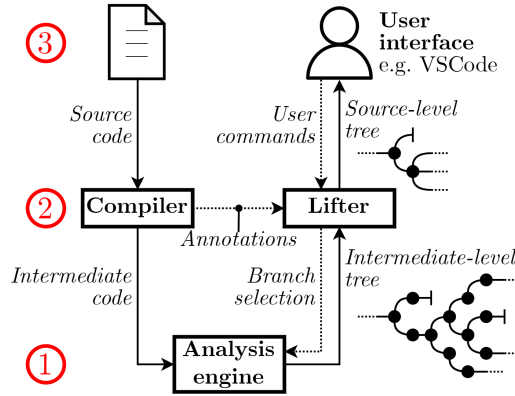 3
User
interface
e.g. VSCode
Source
code
User
commands
Source-level
tree
2
Compiler
Annotations
Lifter
Intermediate
code
Branch
selection
Intermediate-level
tree
1
Analysis
engine